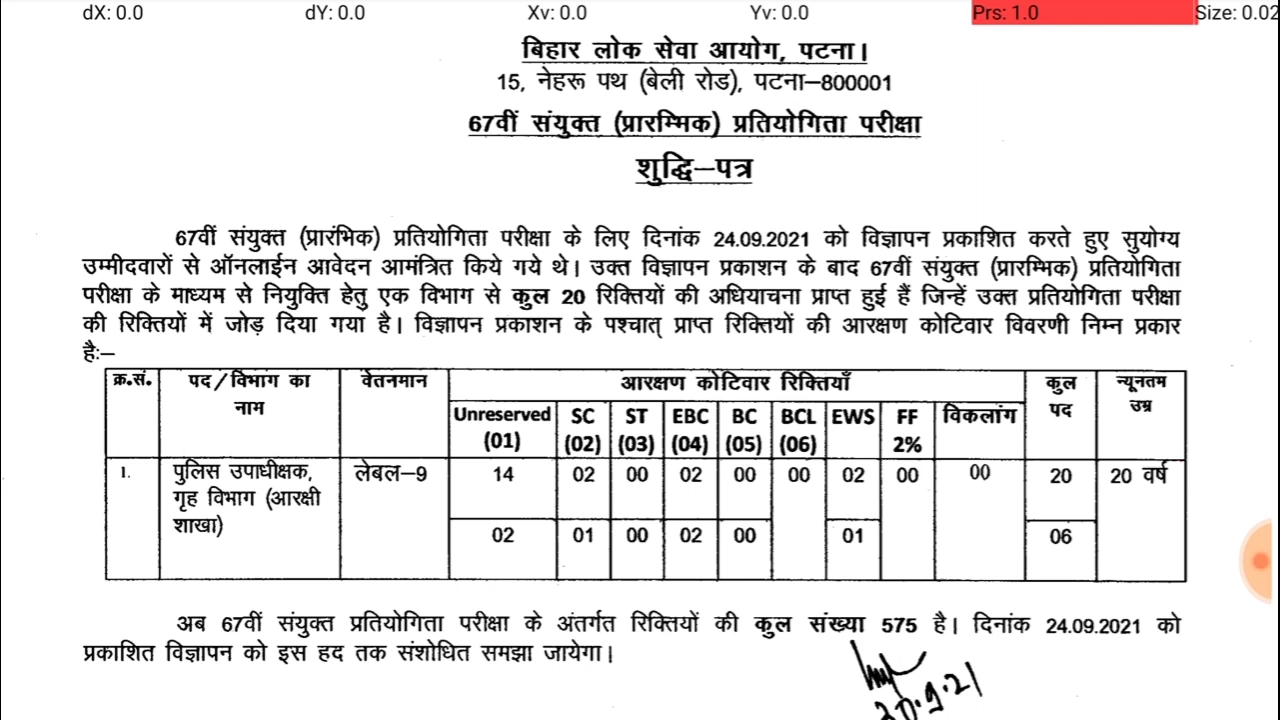 dX: 0.0 dY: 0.0 Xv: 0.0 Yv: 0.0 Prs: 1.0 Size: 0.02
बिहार लोक सेवा आयोग, पटना।
15, नेहरू पथ (बेली रोड), पटना–800001
67वीं संयुक्त (प्रारम्भिक) प्रतियोगिता परीक्षा
शुद्धि–पत्र
67वीं संयुक्त (प्रारंभिक) प्रतियोगिता परीक्षा के लिए दिनांक 24.09.2021 को विज्ञापन प्रकाशित करते हुए सुयोग्य
उम्मीदवारों से ऑनलाईन आवेदन आमंत्रित किये गये थे। उक्त विज्ञापन प्रकाशन के बाद 67वीं संयुक्त (प्रारम्भिक) प्रतियोगिता
परीक्षा के माध्यम से नियुक्ति हेतु एक विभाग से कुल 20 रिक्तियों की अधियाचना प्राप्त हुई हैं जिन्हें उक्त प्रतियोगिता परीक्षा
की रिक्तियों में जोड़ दिया गया है। विज्ञापन प्रकाशन के पश्चात् प्राप्त रिक्तियों की आरक्षण कोटिवार विवरणी निम्न प्रकार
हैः–
क्र.सं. पद/विभाग का वेतनमान आरक्षण कोटिवार रिक्तियाँ कुल न्यूनतम
नाम पद उम्र
Unreserved SC ST EBC BC BCL EWS FF विकलांग
(01) (02) (03) (04) (05) (06) 2%
1. पुलिस उपाधीक्षक, लेबल–9 14 02 00 02 00 00 02 00 00 20 20 वर्ष
गृह विभाग (आरक्षी
शाखा)
02 01 00 02 00 01 06
अब 67वीं संयुक्त प्रतियोगिता परीक्षा के अंतर्गत रिक्तियों की कुल संख्या 575 है। दिनांक 24.09.2021 को
प्रकाशित विज्ञापन को इस हद तक संशोधित समझा जायेगा।
30.9.21